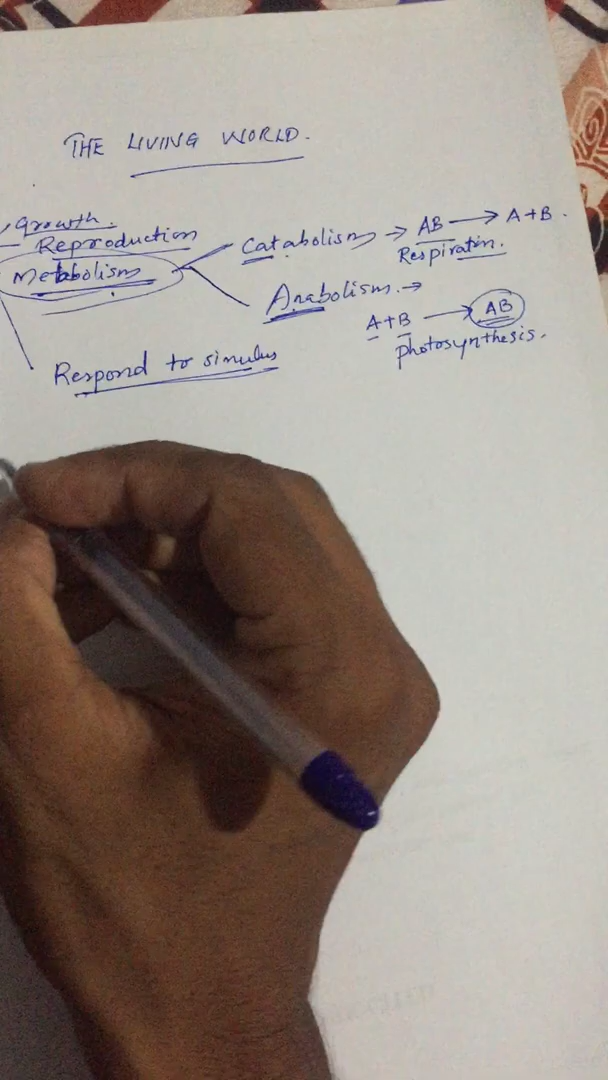 THE LIVING WORLD.
Growth.
Reproduction
Metabolism
Catabolism → AB → A+B.
Respiration.
Anabolism. →
A+B → AB
photosynthesis.
Respond to simulus